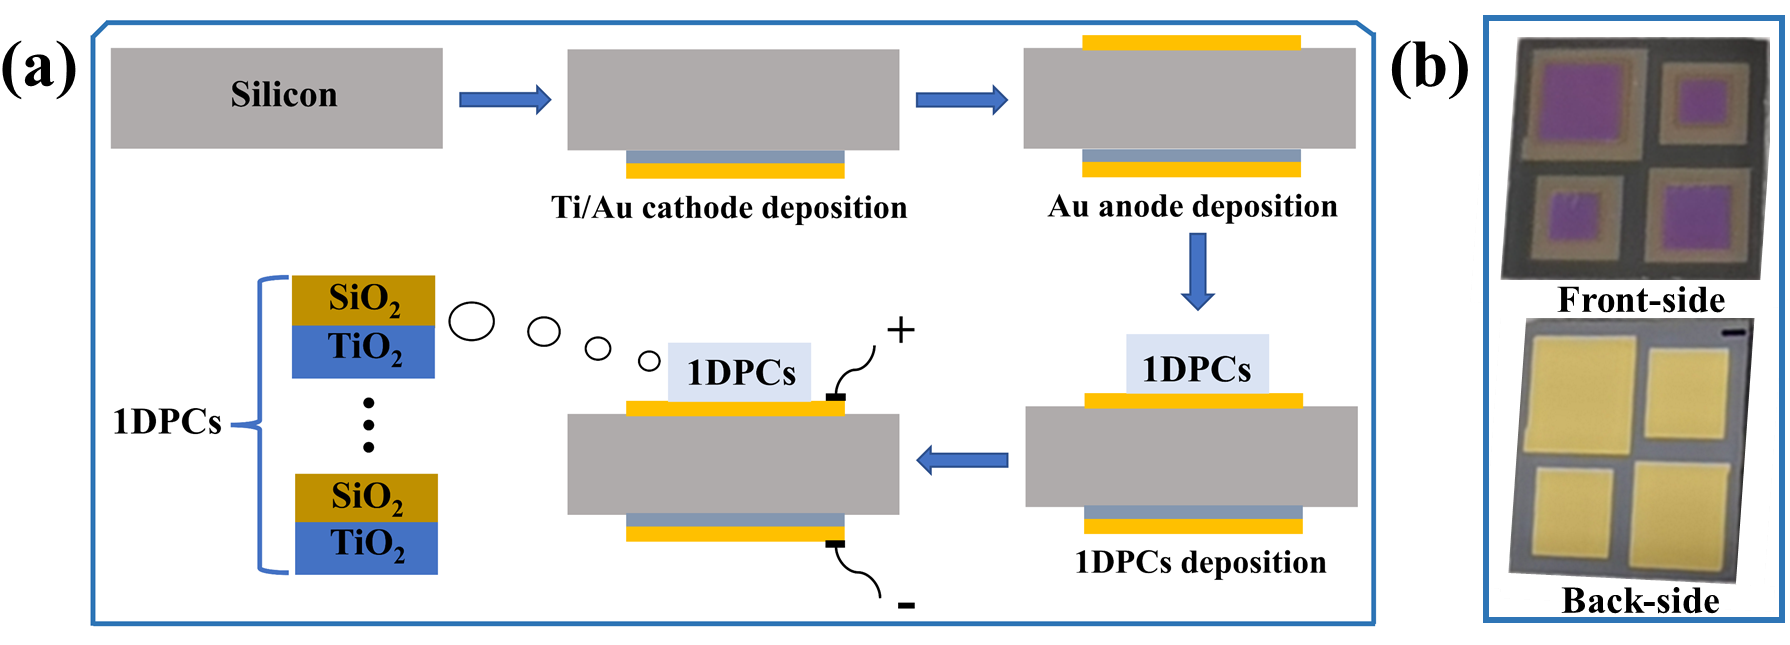 (a)
Silicon
Ti/Au cathode deposition
Au anode deposition
1DPCs
SiO₂
TiO₂
SiO₂
TiO₂
1DPCs
+
-
1DPCs
1DPCs deposition
(b)
Front-side
Back-side